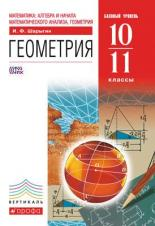 МАТЕМАТИКА: АЛГЕБРА И НАЧАЛА
МАТЕМАТИЧЕСКОГО АНАЛИЗА, ГЕОМЕТРИЯ
БАЗОВЫЙ УРОВЕНЬ
И. Ф. Шарыгин
ГЕОМЕТРИЯ
10
11
КЛАССЫ
ВЕРТИКАЛЬ
ДРОФА